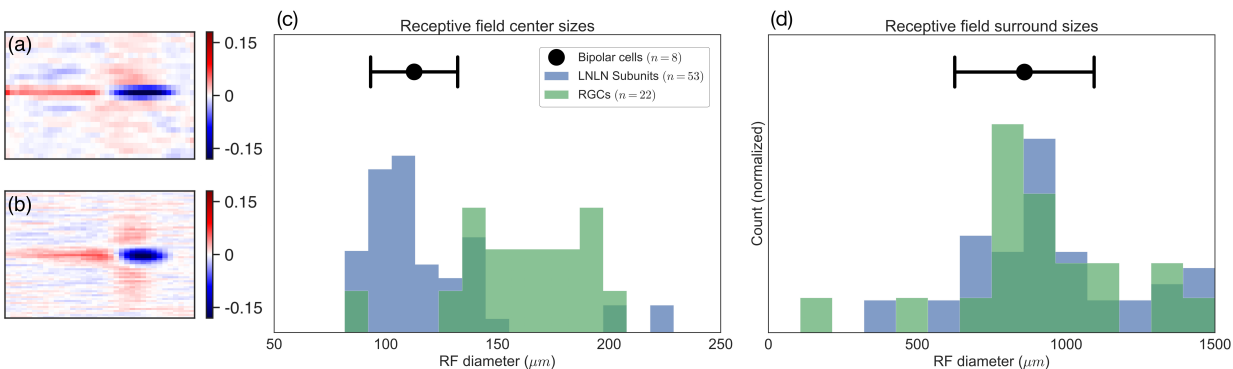 (a)
0.15
0
-0.15
(b)
0.15
0
-0.15
(c)
Receptive field center sizes
Bipolar cells (n = 8)
LNLN Subunits (n = 53)
RGCs (n = 22)
50
100
150
200
250
RF diameter (μm)
(d)
Receptive field surround sizes
Count (normalized)
0
500
1000
1500
RF diameter (μm)